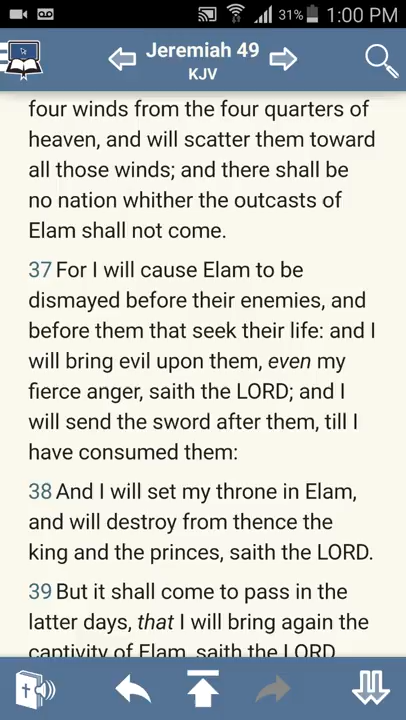 31% 1:00 PM
Jeremiah 49
KJV
four winds from the four quarters of
heaven, and will scatter them toward
all those winds; and there shall be
no nation whither the outcasts of
Elam shall not come.
37 For I will cause Elam to be
dismayed before their enemies, and
before them that seek their life: and I
will bring evil upon them, even my
fierce anger, saith the LORD; and I
will send the sword after them, till I
have consumed them:
38 And I will set my throne in Elam,
and will destroy from thence the
king and the princes, saith the LORD.
39 But it shall come to pass in the
latter days, that I will bring again the
captivity of Elam, saith the LORD